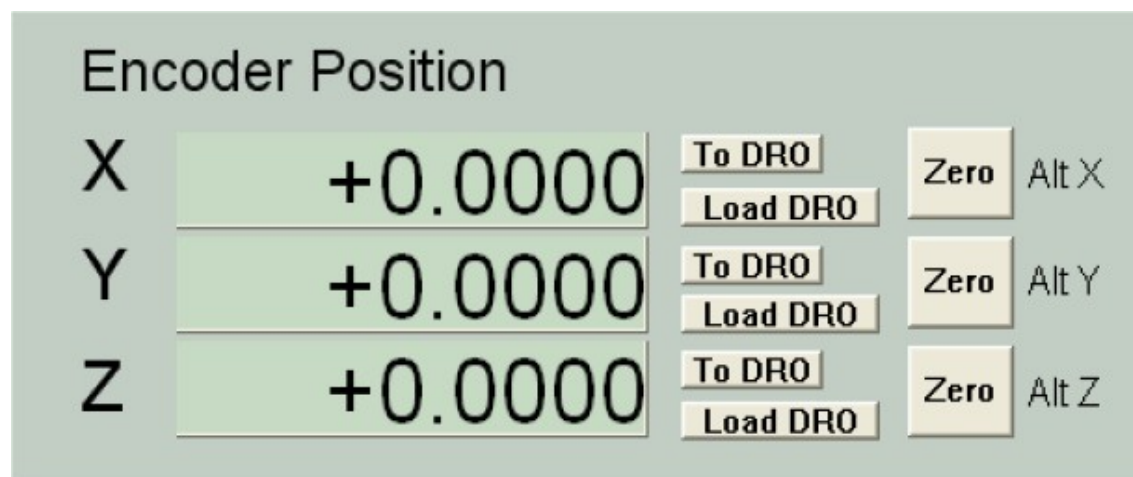 Encoder Position
X +0.0000 To DRO Zero Alt X
Load DRO
Y +0.0000 To DRO Zero Alt Y
Load DRO
Z +0.0000 To DRO Zero Alt Z
Load DRO